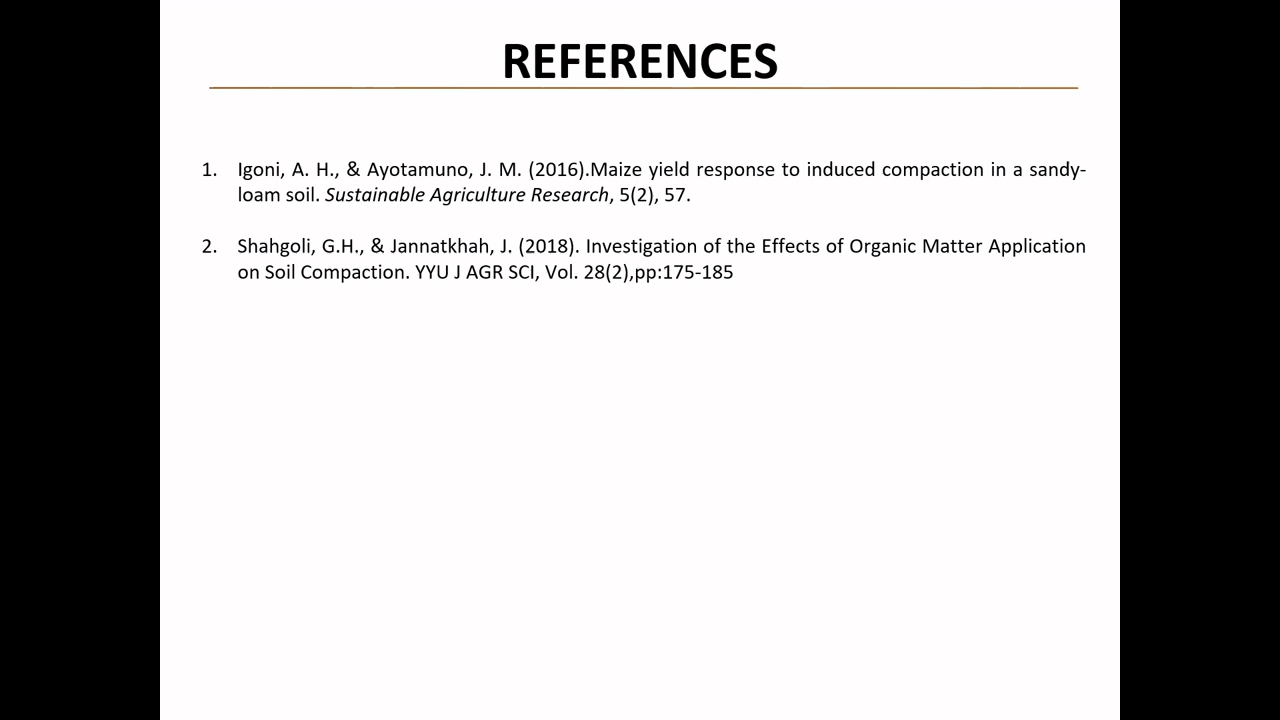 REFERENCES
1. Igoni, A. H., & Ayotamuno, J. M. (2016).Maize yield response to induced compaction in a sandy-
loam soil. Sustainable Agriculture Research, 5(2), 57.
2. Shahgoli, G.H., & Jannatkhah, J. (2018). Investigation of the Effects of Organic Matter Application
on Soil Compaction. YYU J AGR SCI, Vol. 28(2),pp:175-185